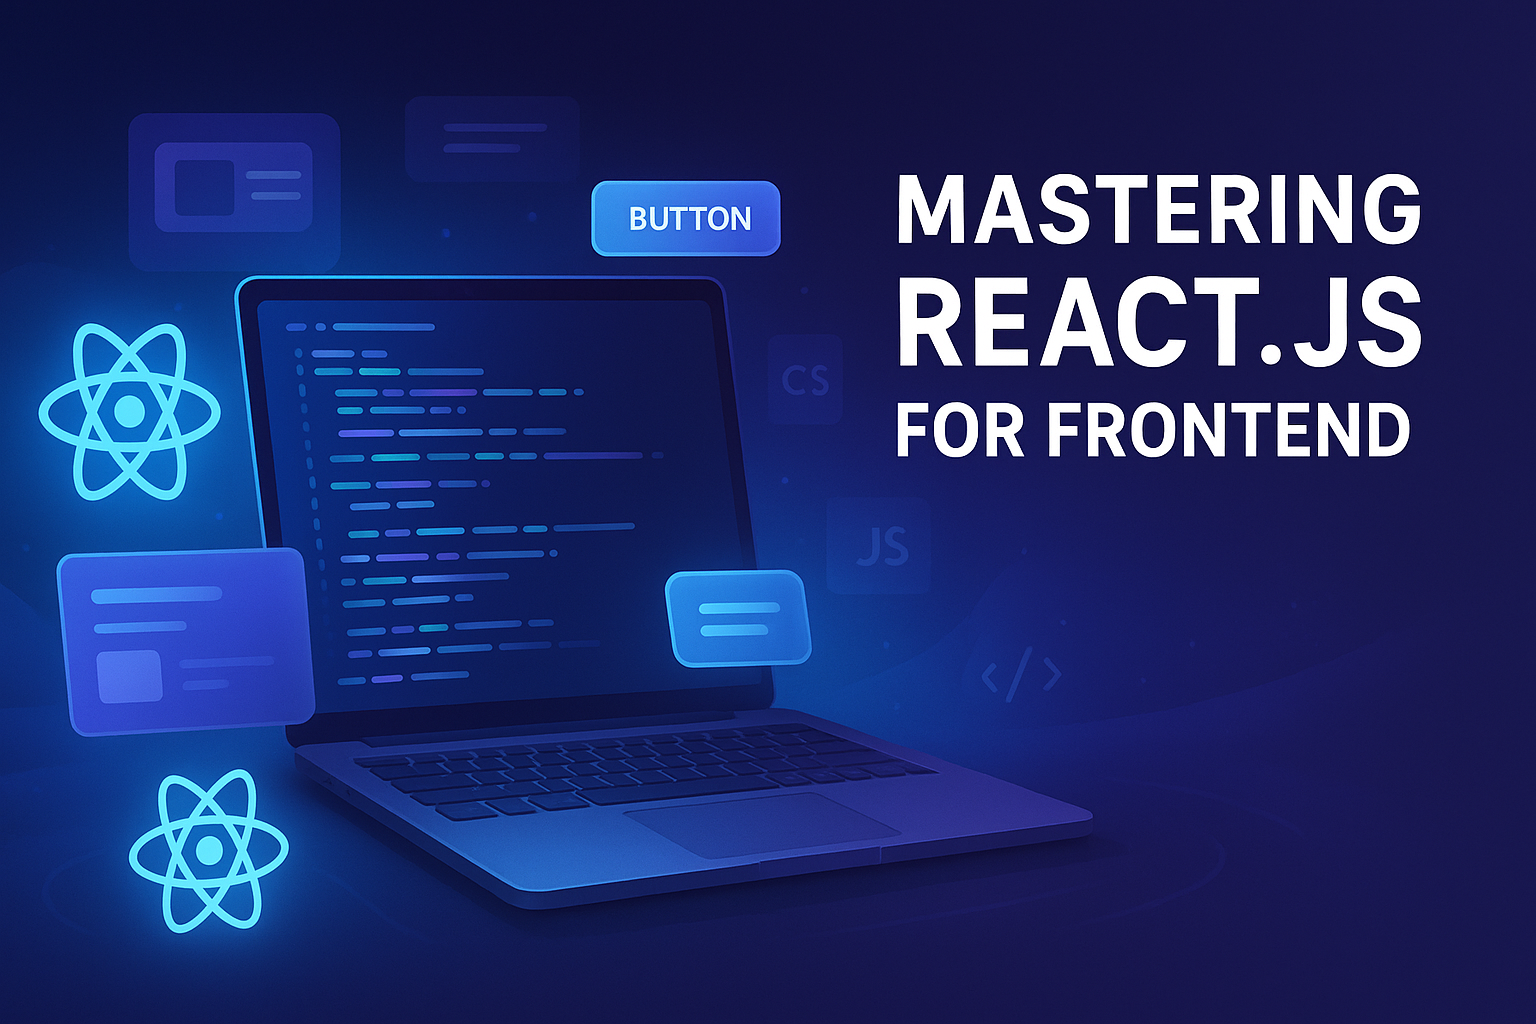 BUTTON
MASTERING
REACT.JS
FOR FRONTEND
CS
JS
</>